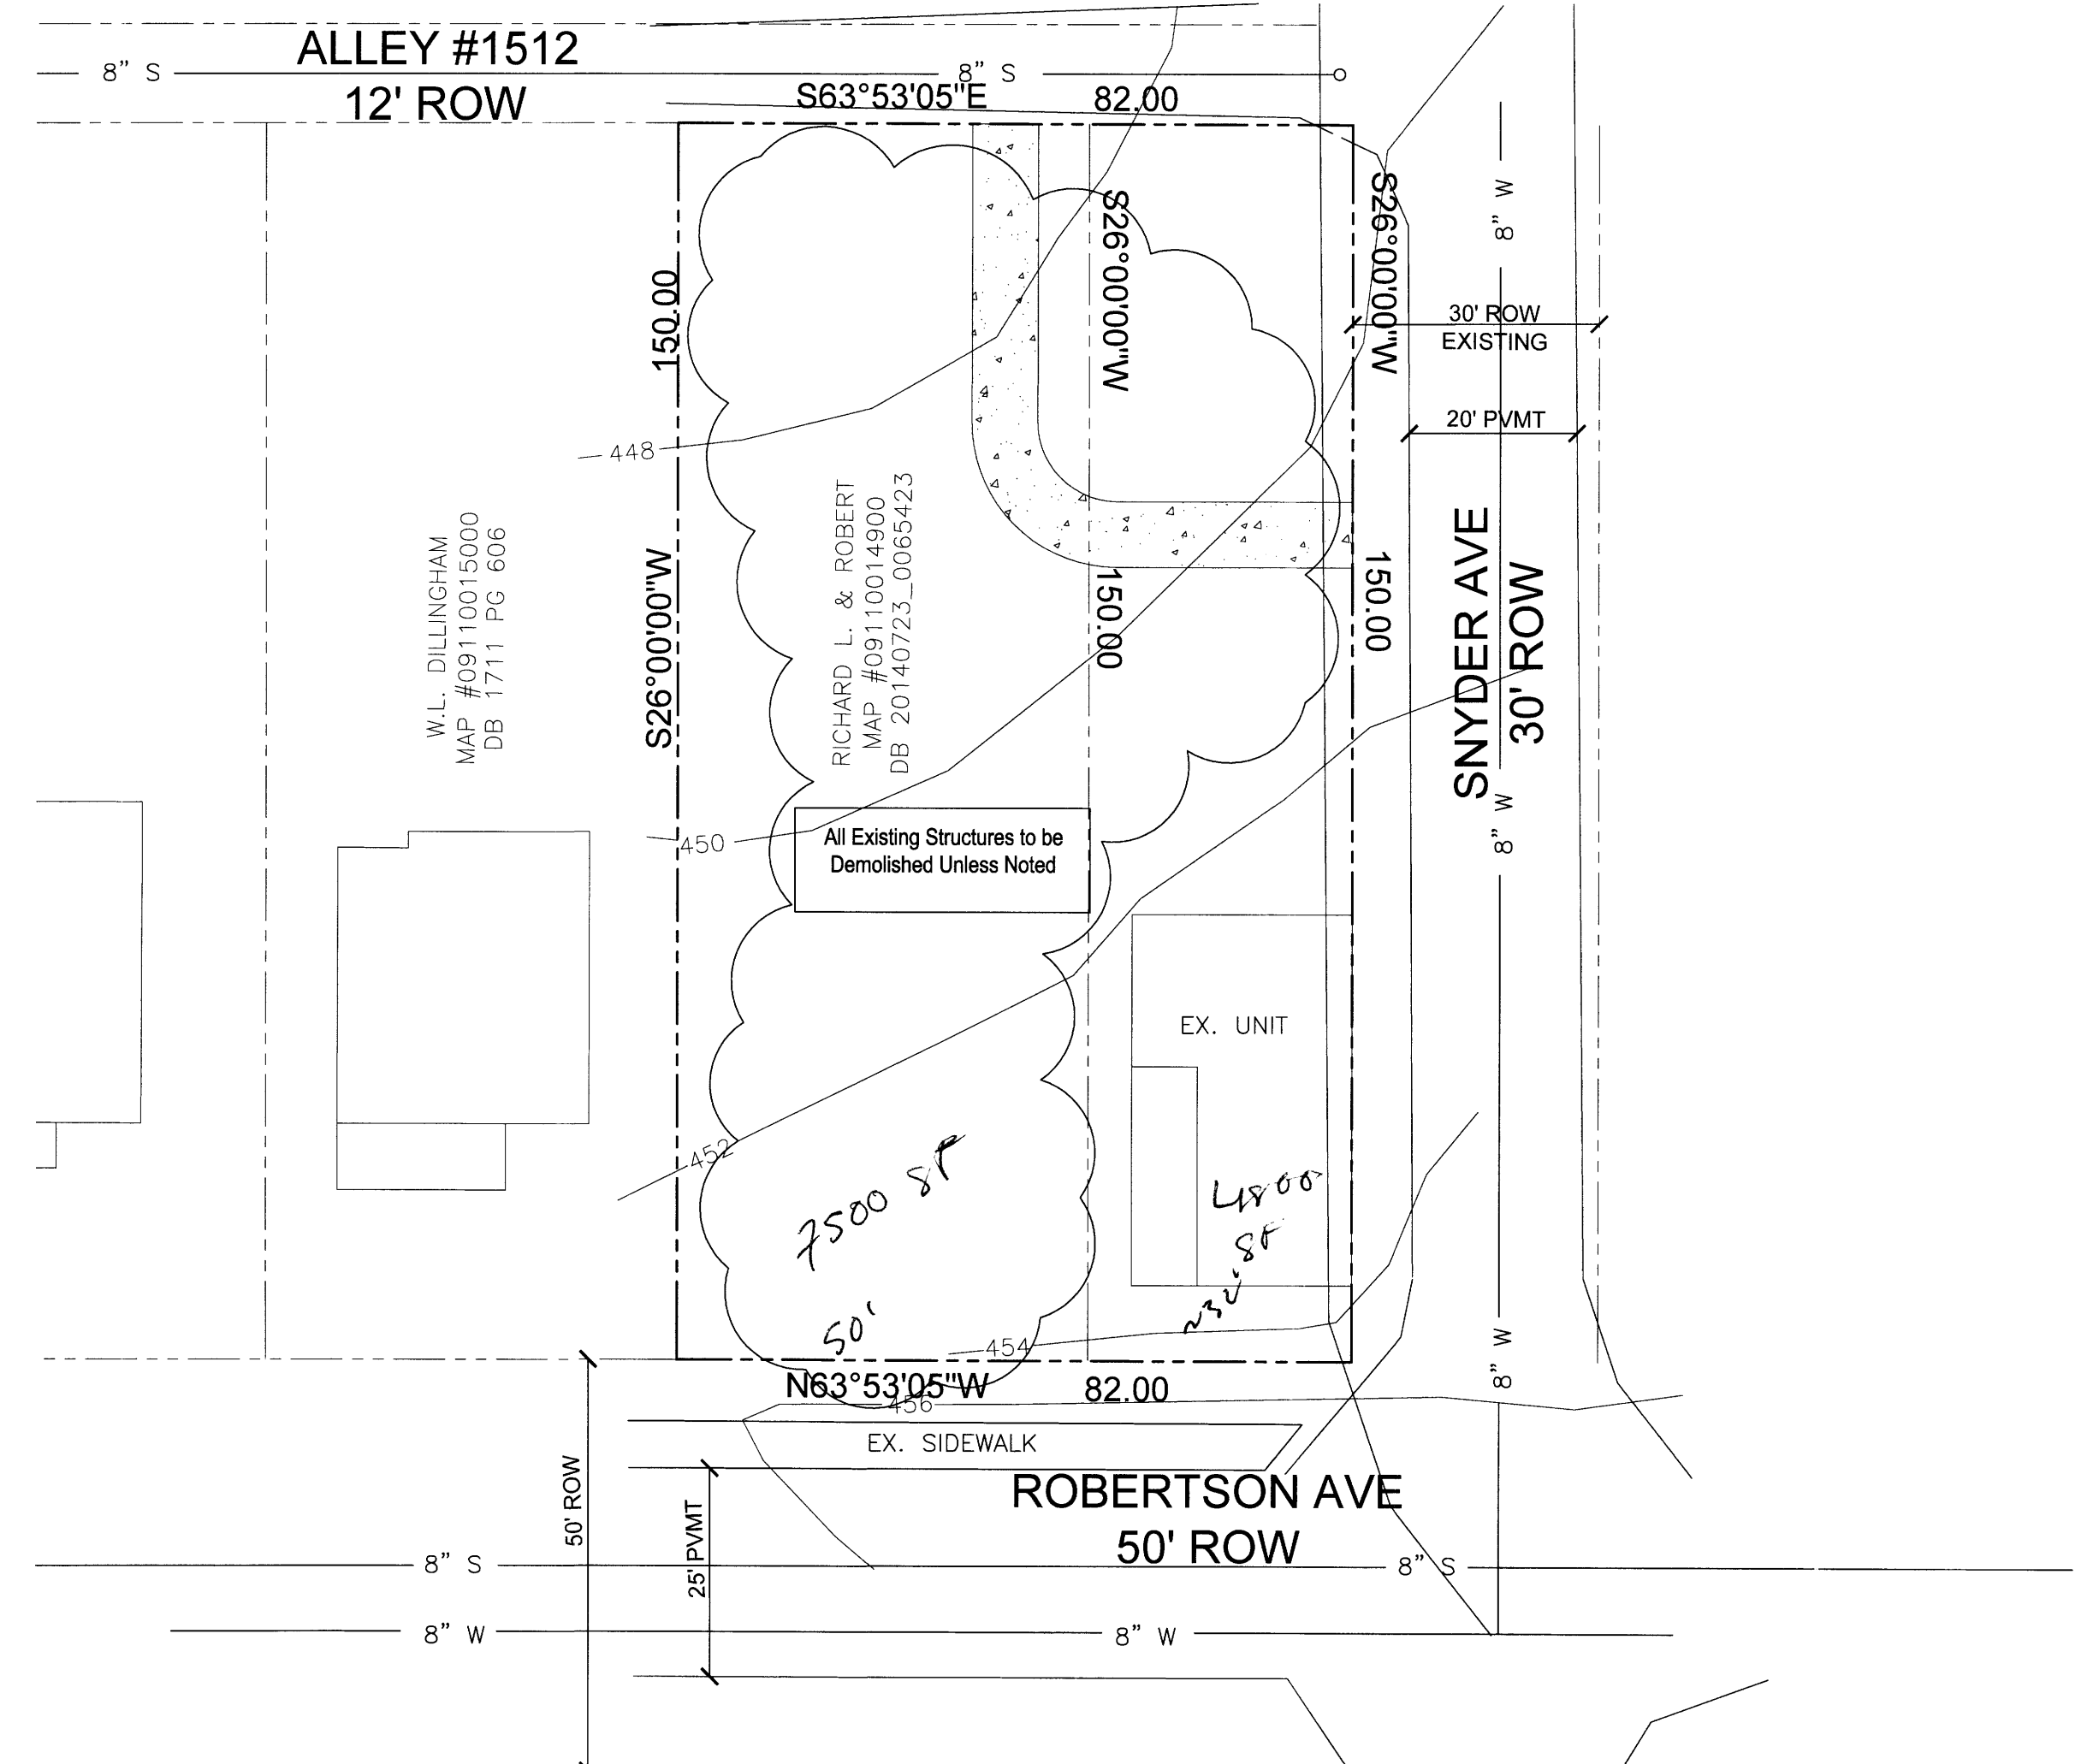 ALLEY #1512
8" S
8" S
12' ROW
S63°53'05"E
82.00
8" W
S26°00'00"W
S26°00'00"W
150.00
30' ROW
EXISTING
20' PVMT
448
W.L. DILLINGHAM
MAP #09110015000
DB 1711 PG 606
RICHARD L. & ROBERT
MAP #09110014900
DB 20140723_0065423
S26°00'00"W
150.00
150.00
SNYDER AVE
30' ROW
8" W
450
All Existing Structures to be
Demolished Unless Noted
EX. UNIT
452
7500 SF
4800
SF
50'
~32'
454
8" W
N63°53'05"W
82.00
456
EX. SIDEWALK
50' ROW
25' PVMT
ROBERTSON AVE
50' ROW
8" S
8" S
8" W
8" W